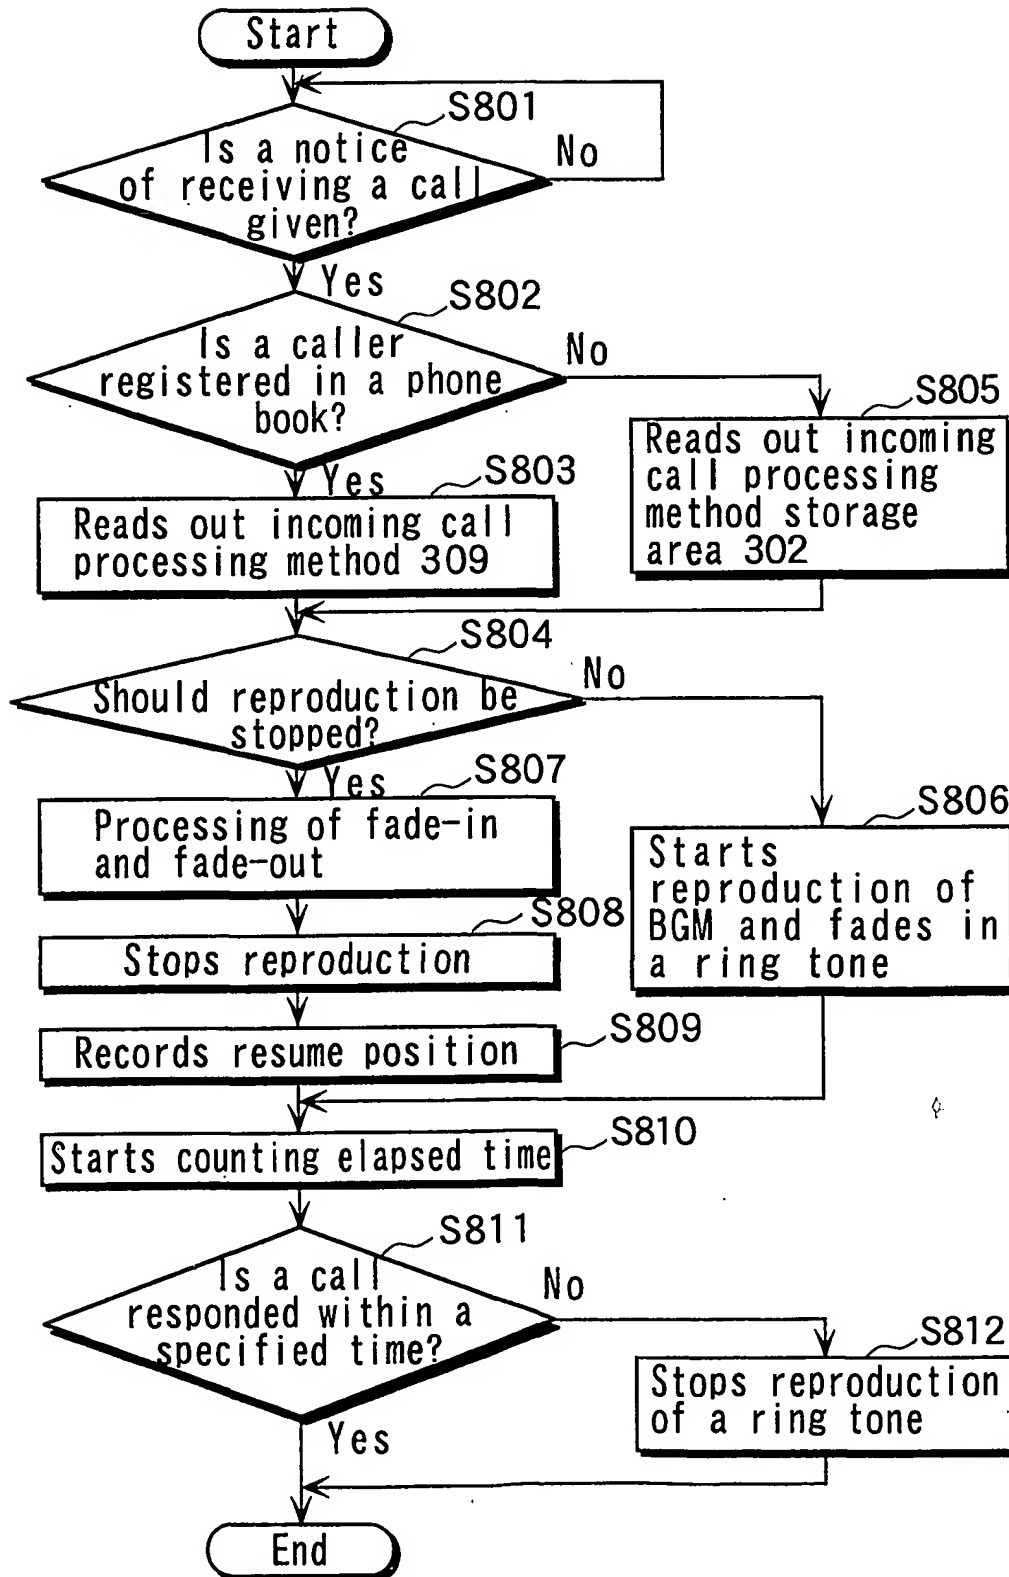 Start
S801
Is a notice
of receiving a call
given?
No
Yes
S802
Is a caller
registered in a phone
book?
No
Yes
S803
Reads out incoming call
processing method 309
S805
Reads out incoming
call processing
method storage
area 302
S804
Should reproduction be
stopped?
No
Yes
S807
Processing of fade-in
and fade-out
S806
Starts
reproduction of
BGM and fades in
a ring tone
S808
Stops reproduction
S809
Records resume position
S810
Starts counting elapsed time
S811
Is a call
responded within a
specified time?
No
Yes
S812
Stops reproduction
of a ring tone
End